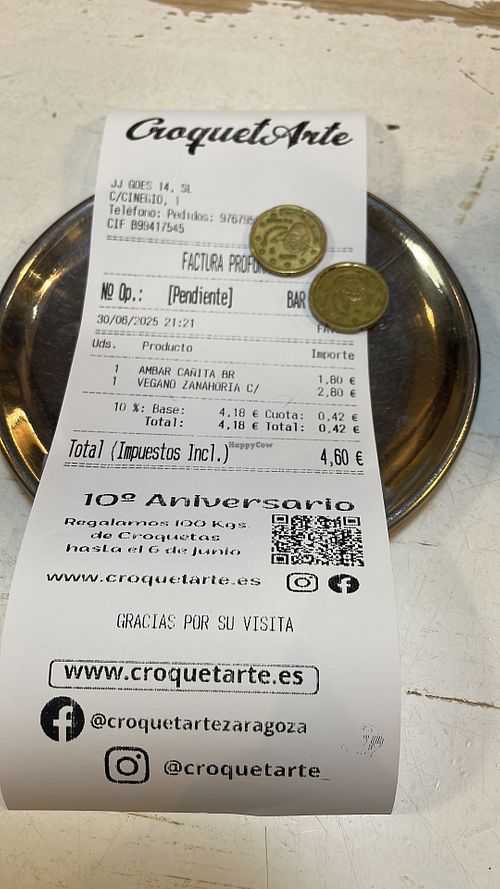 CroquetArte
JJ GOES 14, SL
C/CINEGIO, 1
Teléfono: Pedidos: 97679
CIF B99417545
FACTURA
Nº Op.: [Pendiente] BAR
30/06/2025 21:21
Uds. Producto Importe
1 AMBAR CAÑITA BR 1,80 €
1 VEGANO ZANAHORIA C/ 2,80 €
10 %: Base: 4,18 € Cuota: 0,42 €
Total: 4,18 € Total: 0,42 €
HappyCow
Total (Impuestos Incl.) 4,60 €
10º Aniversario
Regalamos 100 Kgs.
de Croquetas
hasta el 6 de junio
www.croquetarte.es
GRACIAS POR SU VISITA
www.croquetarte.es
@croquetartezaragoza
@croquetarte_